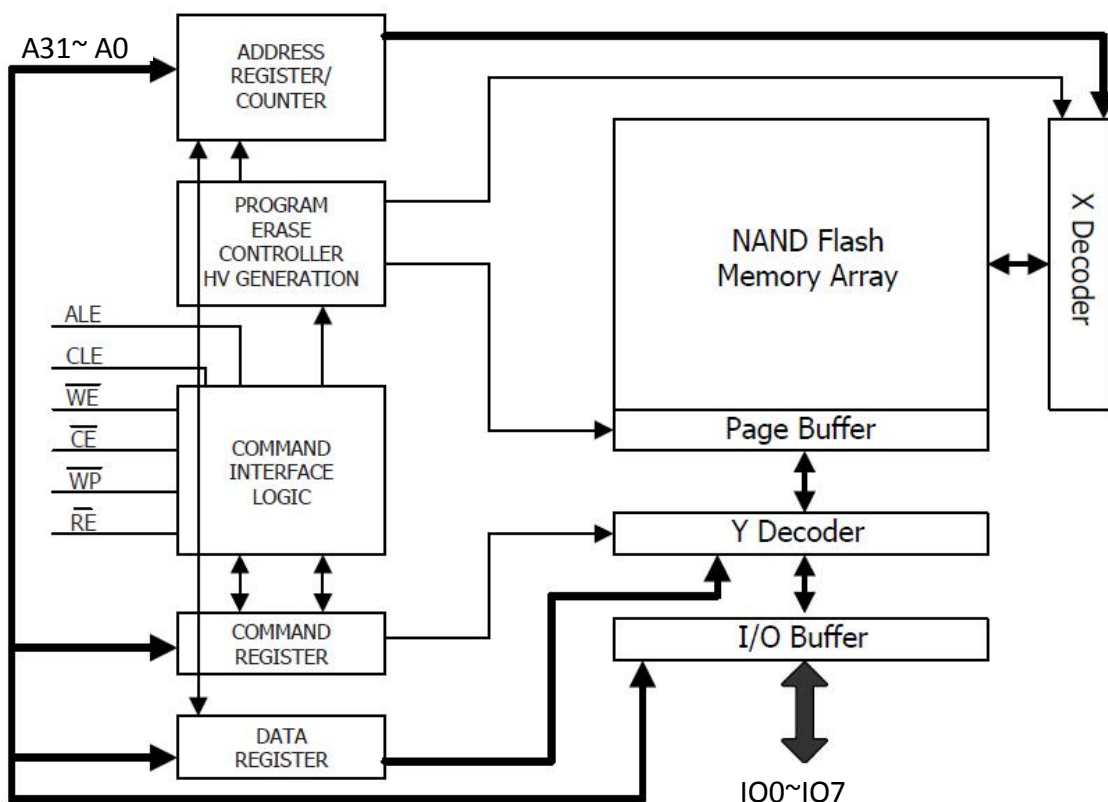 A31~ A0
ADDRESS
REGISTER/
COUNTER
PROGRAM
ERASE
CONTROLLER
HV GENERATION
ALE
CLE
WE
CE
WP
RE
COMMAND
INTERFACE
LOGIC
COMMAND
REGISTER
DATA
REGISTER
NAND Flash
Memory Array
X Decoder
Page Buffer
Y Decoder
I/O Buffer
IO0~IO7